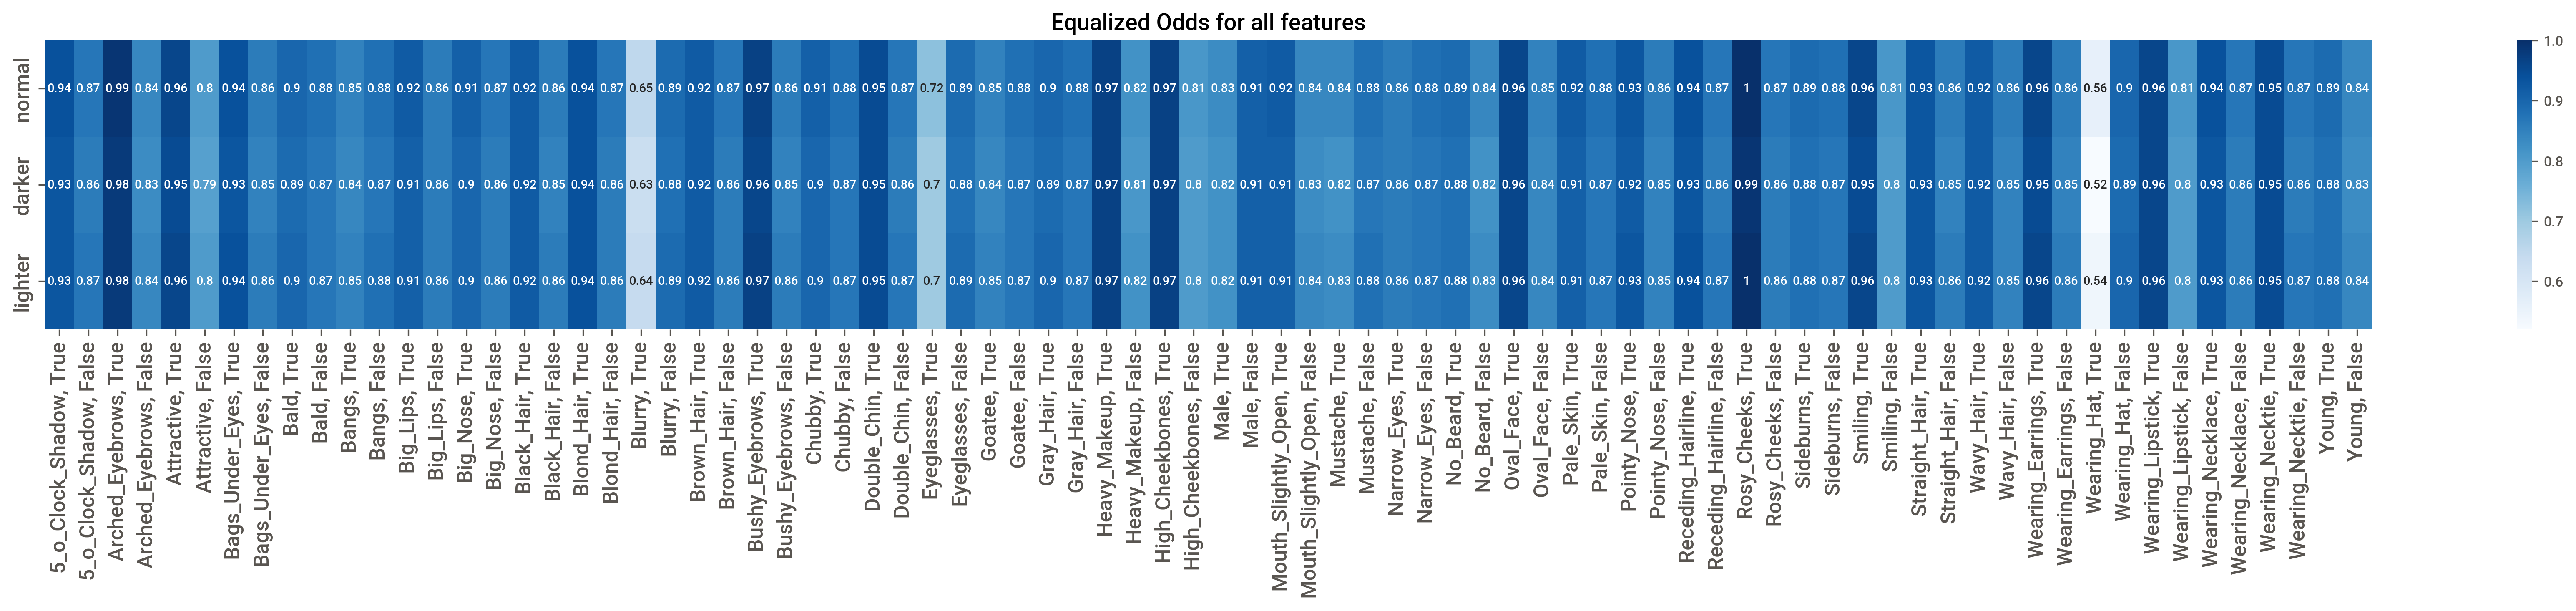 Equalized Odds for all features
normal
0.94 0.87 0.99 0.84 0.96 0.8 0.94 0.86 0.9 0.88 0.85 0.88 0.92 0.86 0.91 0.87 0.92 0.86 0.94 0.87 0.65 0.89 0.92 0.87 0.97 0.86 0.91 0.88 0.95 0.87 0.72 0.89 0.85 0.88 0.9 0.88 0.97 0.82 0.97 0.81 0.83 0.91 0.92 0.84 0.84 0.88 0.86 0.88 0.89 0.84 0.96 0.85 0.92 0.88 0.93 0.86 0.94 0.87 1 0.87 0.89 0.88 0.96 0.81 0.93 0.86 0.92 0.86 0.96 0.86 0.56 0.9 0.96 0.81 0.94 0.87 0.95 0.87 0.89 0.84
darker
0.93 0.86 0.98 0.83 0.95 0.79 0.93 0.85 0.89 0.87 0.84 0.87 0.91 0.86 0.9 0.86 0.92 0.85 0.94 0.86 0.63 0.88 0.92 0.86 0.96 0.85 0.9 0.87 0.95 0.86 0.7 0.88 0.84 0.87 0.89 0.87 0.97 0.81 0.97 0.8 0.82 0.91 0.91 0.83 0.82 0.87 0.86 0.87 0.88 0.82 0.96 0.84 0.91 0.87 0.92 0.85 0.93 0.86 0.99 0.86 0.88 0.87 0.95 0.8 0.93 0.85 0.92 0.85 0.95 0.85 0.52 0.89 0.96 0.8 0.93 0.86 0.95 0.86 0.88 0.83
lighter
0.93 0.87 0.98 0.84 0.96 0.8 0.94 0.86 0.9 0.87 0.85 0.88 0.91 0.86 0.9 0.86 0.92 0.86 0.94 0.86 0.64 0.89 0.92 0.86 0.97 0.86 0.9 0.87 0.95 0.87 0.7 0.89 0.85 0.87 0.9 0.87 0.97 0.82 0.97 0.8 0.82 0.91 0.91 0.84 0.83 0.88 0.86 0.87 0.88 0.83 0.96 0.84 0.91 0.87 0.93 0.85 0.94 0.87 1 0.86 0.88 0.87 0.96 0.8 0.93 0.86 0.92 0.85 0.96 0.86 0.54 0.9 0.96 0.8 0.93 0.86 0.95 0.87 0.88 0.84
5_o_Clock_Shadow, True
5_o_Clock_Shadow, False
Arched_Eyebrows, True
Arched_Eyebrows, False
Attractive, True
Attractive, False
Bags_Under_Eyes, True
Bags_Under_Eyes, False
Bald, True
Bald, False
Bangs, True
Bangs, False
Big_Lips, True
Big_Lips, False
Big_Nose, True
Big_Nose, False
Black_Hair, True
Black_Hair, False
Blond_Hair, True
Blond_Hair, False
Blurry, True
Blurry, False
Brown_Hair, True
Brown_Hair, False
Bushy_Eyebrows, True
Bushy_Eyebrows, False
Chubby, True
Chubby, False
Double_Chin, True
Double_Chin, False
Eyeglasses, True
Eyeglasses, False
Goatee, True
Goatee, False
Gray_Hair, True
Gray_Hair, False
Heavy_Makeup, True
Heavy_Makeup, False
High_Cheekbones, True
High_Cheekbones, False
Male, True
Male, False
Mouth_Slightly_Open, True
Mouth_Slightly_Open, False
Mustache, True
Mustache, False
Narrow_Eyes, True
Narrow_Eyes, False
No_Beard, True
No_Beard, False
Oval_Face, True
Oval_Face, False
Pale_Skin, True
Pale_Skin, False
Pointy_Nose, True
Pointy_Nose, False
Receding_Hairline, True
Receding_Hairline, False
Rosy_Cheeks, True
Rosy_Cheeks, False
Sideburns, True
Sideburns, False
Smiling, True
Smiling, False
Straight_Hair, True
Straight_Hair, False
Wavy_Hair, True
Wavy_Hair, False
Wearing_Earrings, True
Wearing_Earrings, False
Wearing_Hat, True
Wearing_Hat, False
Wearing_Lipstick, True
Wearing_Lipstick, False
Wearing_Necklace, True
Wearing_Necklace, False
Wearing_Necktie, True
Wearing_Necktie, False
Young, True
Young, False
1.0
0.9
0.8
0.7
0.6